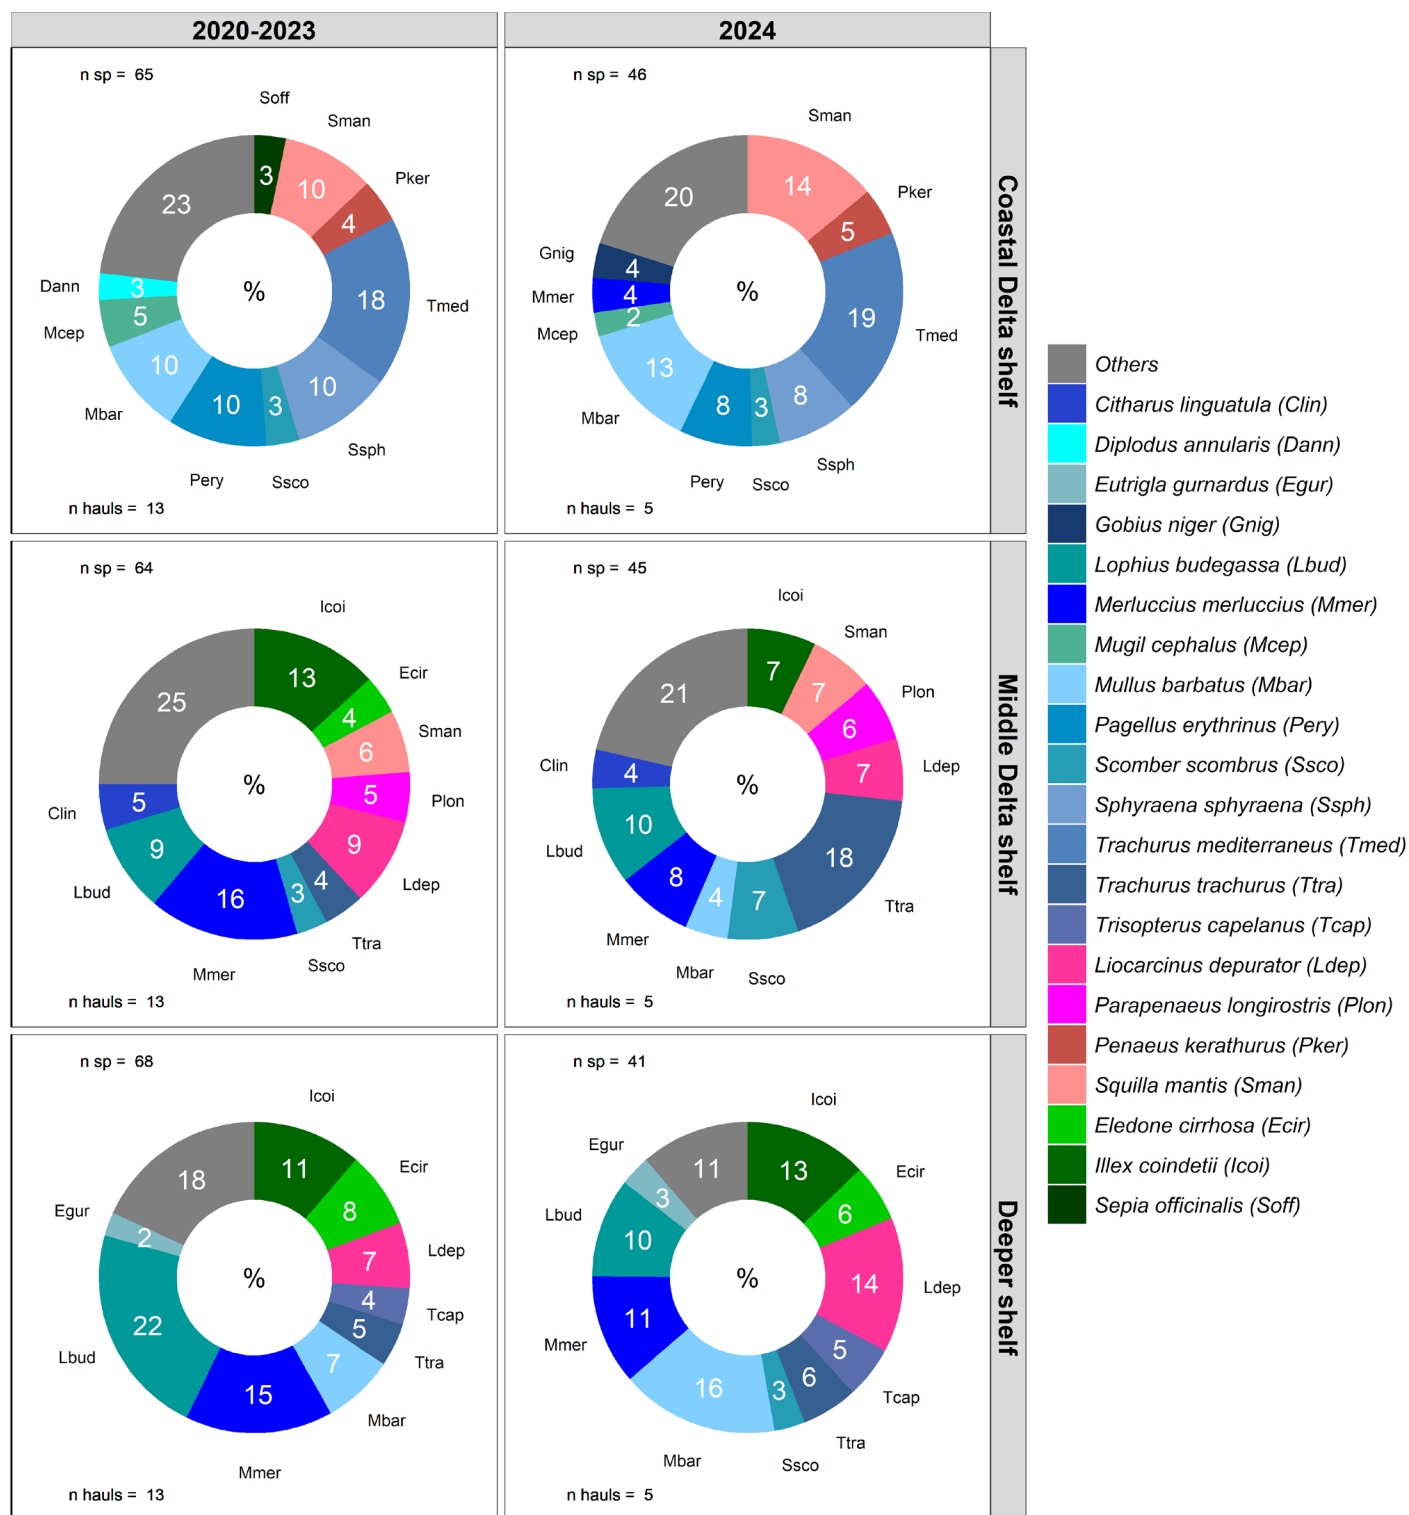 2020-2023
2024
n sp = 65
Soff
Sman
Pker
Tmed
Ssph
Ssco
Pery
Mbar
Mcep
Dann
3
10
4
18
10
3
10
10
5
3
23
%
n hauls = 13
n sp = 46
Sman
Pker
Tmed
Ssph
Ssco
Pery
Mbar
Mcep
Mmer
Gnig
14
5
19
8
3
8
13
2
4
4
20
%
n hauls = 5
Coastal Delta shelf
n sp = 64
Icoi
Ecir
Sman
Plon
Ldep
Ttra
Ssco
Mmer
Lbud
Clin
13
4
6
5
9
4
3
16
9
5
25
%
n hauls = 13
n sp = 45
Icoi
Sman
Plon
Ldep
Ttra
Ssco
Mbar
Mmer
Lbud
Clin
7
7
6
7
18
7
4
8
10
4
21
%
n hauls = 5
Middle Delta shelf
n sp = 68
Icoi
Ecir
Ldep
Tcap
Ttra
Mbar
Mmer
Lbud
Egur
11
8
7
4
5
7
15
22
2
18
%
n hauls = 13
n sp = 41
Icoi
Ecir
Ldep
Tcap
Ttra
Ssco
Mbar
Mmer
Lbud
Egur
13
6
14
5
6
3
16
11
10
3
11
%
n hauls = 5
Deeper shelf
Others
Citharus linguatula (Clin)
Diplodus annularis (Dann)
Eutrigla gurnardus (Egur)
Gobius niger (Gnig)
Lophius budegassa (Lbud)
Merluccius merluccius (Mmer)
Mugil cephalus (Mcep)
Mullus barbatus (Mbar)
Pagellus erythrinus (Pery)
Scomber scombrus (Ssco)
Sphyraena sphyraena (Ssph)
Trachurus mediterraneus (Tmed)
Trachurus trachurus (Ttra)
Trisopterus capelanus (Tcap)
Liocarcinus depurator (Ldep)
Parapenaeus longirostris (Plon)
Penaeus kerathurus (Pker)
Squilla mantis (Sman)
Eledone cirrhosa (Ecir)
Illex coindetii (Icoi)
Sepia officinalis (Soff)